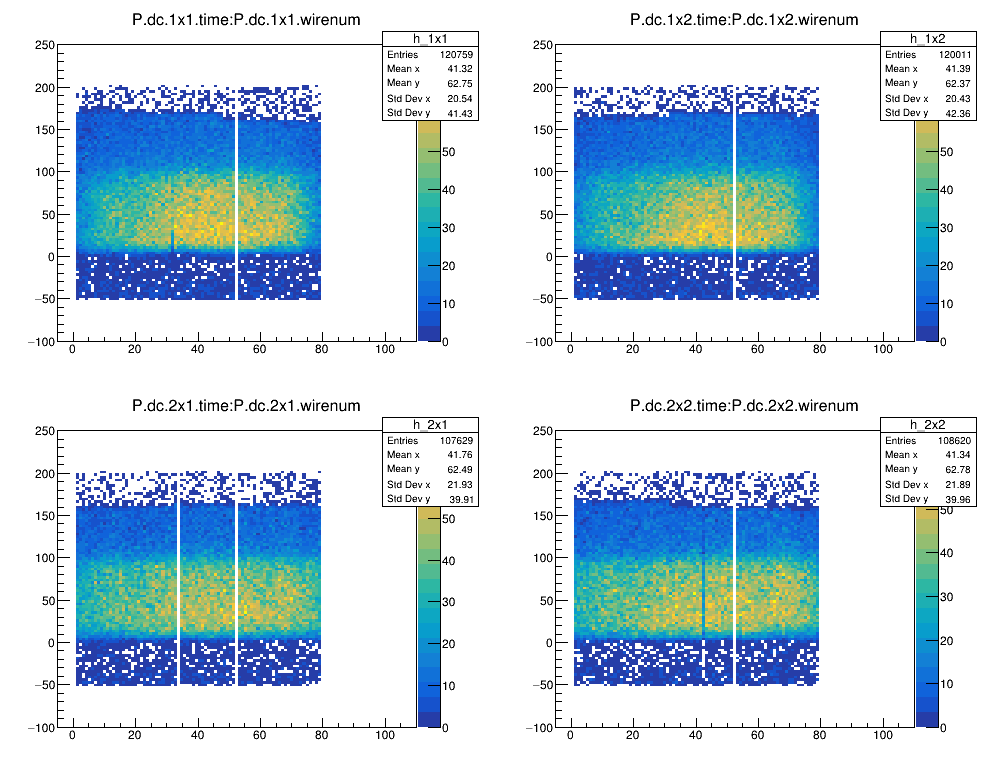 P.dc.1x1.time:P.dc.1x1.wirenum
h_1x1
Entries 120759
Mean x 41.32
Mean y 62.75
Std Dev x 20.54
Std Dev y 41.43
250
200
150
100
50
0
−50
−100
0 20 40 60 80 100
50
40
30
20
10
0
P.dc.1x2.time:P.dc.1x2.wirenum
h_1x2
Entries 120011
Mean x 41.39
Mean y 62.37
Std Dev x 20.43
Std Dev y 42.36
250
200
150
100
50
0
−50
−100
0 20 40 60 80 100
50
40
30
20
10
0
P.dc.2x1.time:P.dc.2x1.wirenum
h_2x1
Entries 107629
Mean x 41.76
Mean y 62.49
Std Dev x 21.93
Std Dev y 39.91
250
200
150
100
50
0
−50
−100
0 20 40 60 80 100
50
40
30
20
10
0
P.dc.2x2.time:P.dc.2x2.wirenum
h_2x2
Entries 108620
Mean x 41.34
Mean y 62.78
Std Dev x 21.89
Std Dev y 39.96
250
200
150
100
50
0
−50
−100
0 20 40 60 80 100
50
40
30
20
10
0